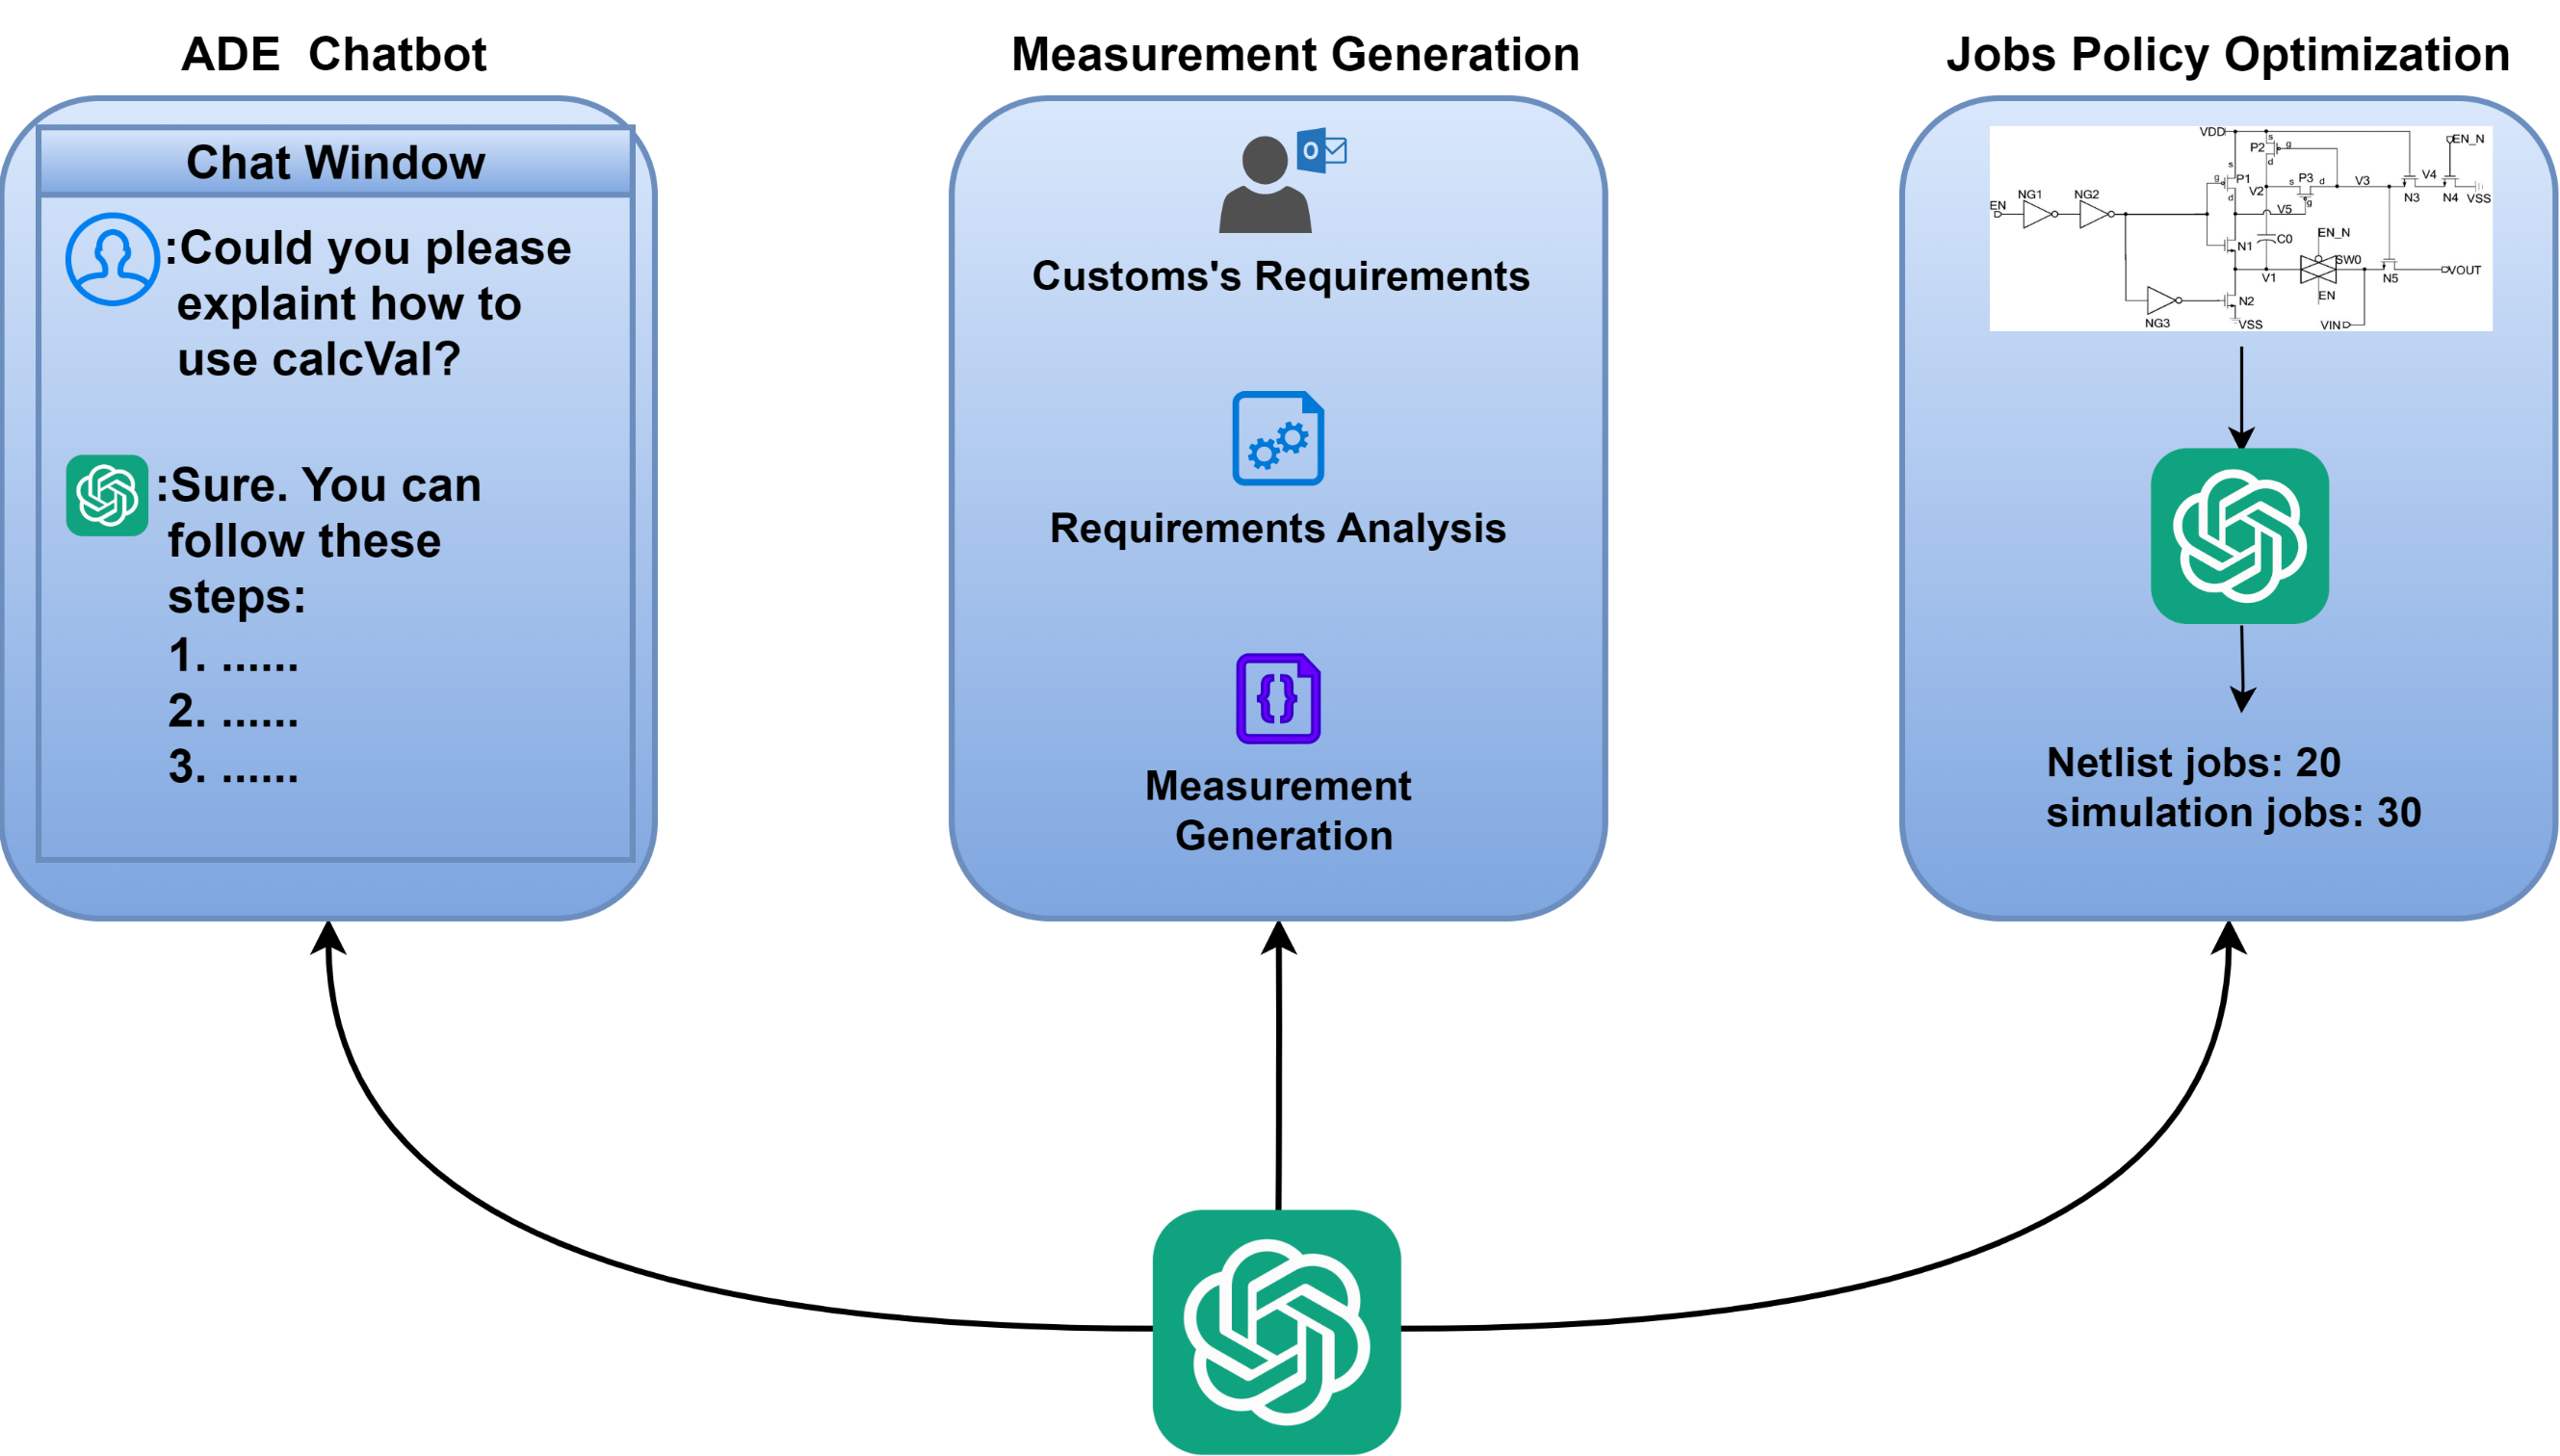 ADE  Chatbot
Chat Window
:Could you please
explaint how to
use calcVal?
:Sure. You can
follow these
steps:
1. ......
2. ......
3. ......
Measurement Generation
O
Customs's Requirements
Requirements Analysis
{}
Measurement
Generation
Jobs Policy Optimization
VDD
s
P2
g
d
EN_N
s
g
P1
d
V2
s
P3
d
g
V3
V4
N3
N4
VSS
NG1
NG2
EN
V5
N1
C0
EN_N
SW0
V1
EN
N5
VOUT
N2
NG3
VSS
VIN
Netlist jobs: 20
simulation jobs: 30